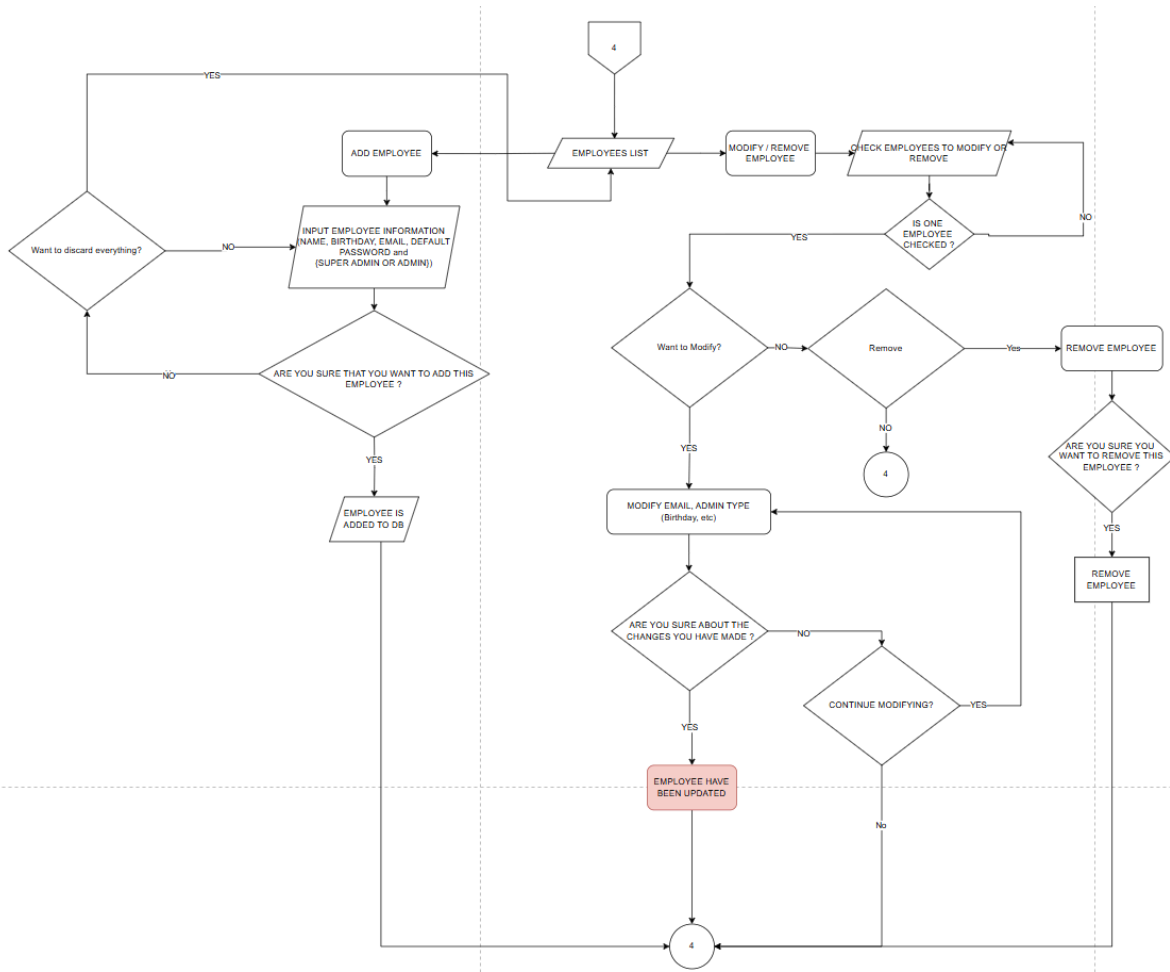 4
YES
ADD EMPLOYEE
EMPLOYEES LIST
MODIFY / REMOVE
EMPLOYEE
CHECK EMPLOYEES TO MODIFY OR
REMOVE
Want to discard everything?
NO
INPUT EMPLOYEE INFORMATION
(NAME, BIRTHDAY, EMAIL, DEFAULT
PASSWORD and
(SUPER ADMIN OR ADMIN))
IS ONE
EMPLOYEE
CHECKED ?
NO
YES
Want to Modify?
NO
Remove
Yes
REMOVE EMPLOYEE
ARE YOU SURE THAT YOU WANT TO ADD THIS
EMPLOYEE ?
NO
YES
YES
NO
4
ARE YOU SURE YOU
WANT TO REMOVE THIS
EMPLOYEE ?
EMPLOYEE IS
ADDED TO DB
MODIFY EMAIL, ADMIN TYPE
(Birthday, etc)
YES
REMOVE
EMPLOYEE
ARE YOU SURE ABOUT THE
CHANGES YOU HAVE MADE ?
NO
CONTINUE MODIFYING?
YES
YES
EMPLOYEE HAVE
BEEN UPDATED
No
4